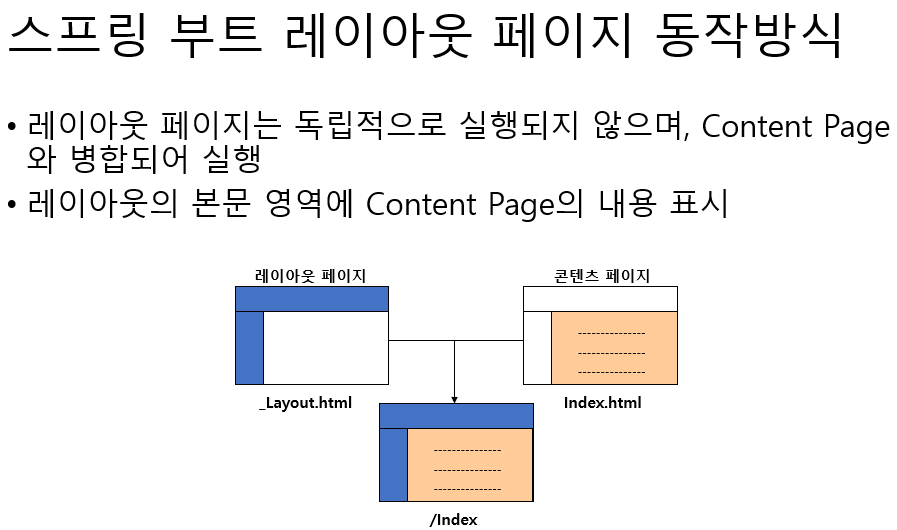 스프링 부트 레이아웃 페이지 동작방식
• 레이아웃 페이지는 독립적으로 실행되지 않으며, Content Page
와 병합되어 실행
• 레이아웃의 본문 영역에 Content Page의 내용 표시
레이아웃 페이지
콘텐츠 페이지
---------------
---------------
---------------
_Layout.html
Index.html
---------------
---------------
---------------
/Index